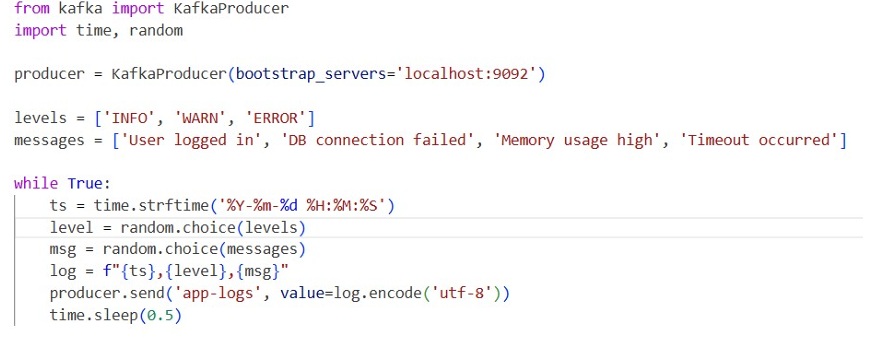 from kafka import KafkaProducer
import time, random
producer = KafkaProducer(bootstrap_servers='localhost:9092')
levels = ['INFO', 'WARN', 'ERROR']
messages = ['User logged in', 'DB connection failed', 'Memory usage high', 'Timeout occurred']
while True:
    ts = time.strftime('%Y-%m-%d %H:%M:%S')
    level = random.choice(levels)
    msg = random.choice(messages)
    log = f"{ts},{level},{msg}"
    producer.send('app-logs', value=log.encode('utf-8'))
    time.sleep(0.5)